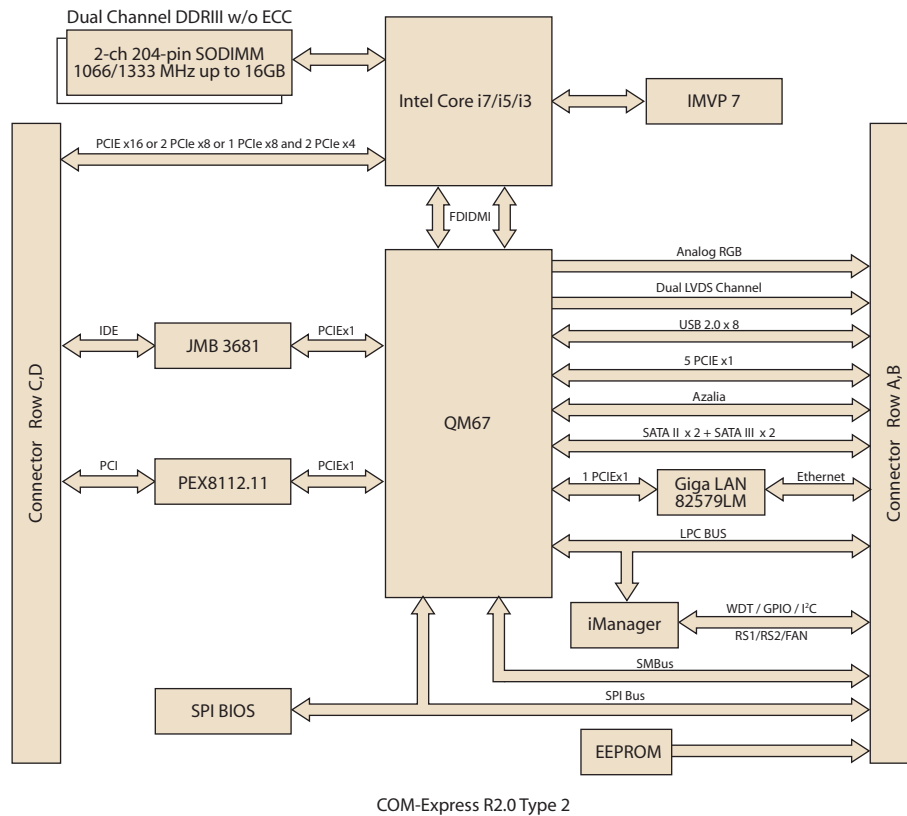 Dual Channel DDRIII w/o ECC
2-ch 204-pin SODIMM
1066/1333 MHz up to 16GB
Intel Core i7/i5/i3
IMVP 7
PCIE x16 or 2 PCIe x8 or 1 PCIe x8 and 2 PCIe x4
FDIDMI
Connector Row C,D
Connector Row A,B
QM67
Analog RGB
Dual LVDS Channel
USB 2.0 x 8
5 PCIE x1
Azalia
SATA II x 2 + SATA III x 2
IDE
JMB 3681
PCIEx1
PCI
PEX8112.11
PCIEx1
1 PCIEx1
Giga LAN
82579LM
Ethernet
LPC BUS
iManager
WDT / GPIO / I²C
RS1/RS2/FAN
SMBus
SPI Bus
SPI BIOS
EEPROM
COM-Express R2.0 Type 2